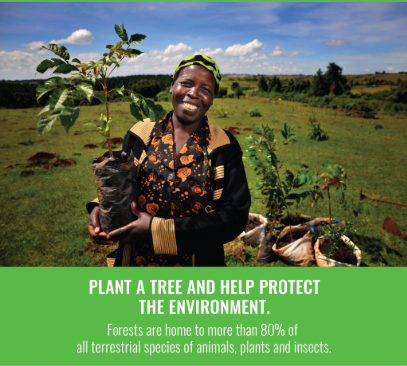 PLANT A TREE AND HELP PROTECT
THE ENVIRONMENT.
Forests are home to more than 80% of
all terrestrial species of animals, plants and insects.